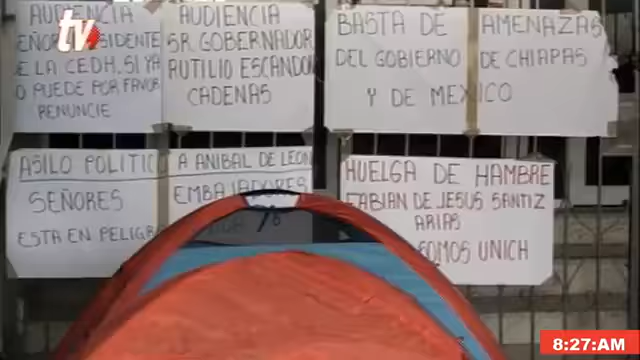 tv
AUDIENCIA
SEÑOR PRESIDENTE
DE LA CEDH, SI YA
NO PUEDE POR FAVOR
RENUNCIE
AUDIENCIA
SR. GOBERNADOR
RUTILIO ESCANDON
CADENAS
BASTA DE AMENAZAS
DEL GOBIERNO DE CHIAPAS
Y DE MEXICO
ASILO POLITICO A ANIBAL DE LEON
SEÑORES EMBAJADORES
ESTA EN PELIGRO
HUELGA DE HAMBRE
FABIAN DE JESUS SANTIZ
ARIAS
SOMOS UNICH
8:27:AM